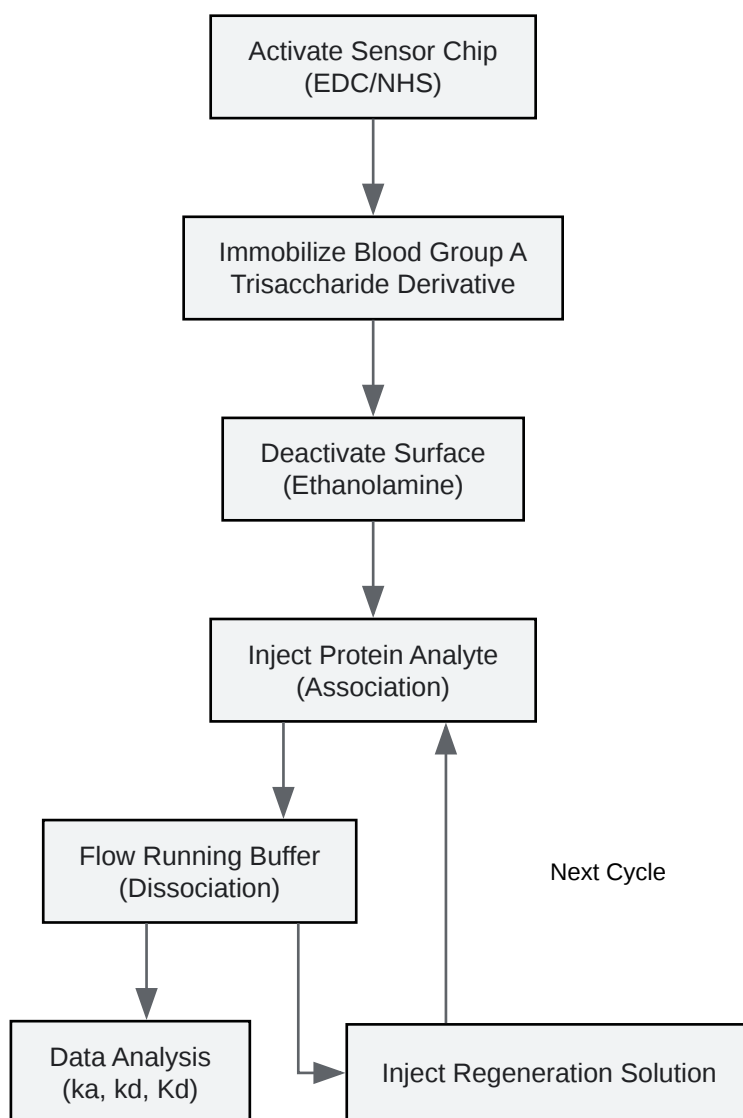 Activate Sensor Chip
(EDC/NHS)
Immobilize Blood Group A
Trisaccharide Derivative
Deactivate Surface
(Ethanolamine)
Inject Protein Analyte
(Association)
Flow Running Buffer
(Dissociation)
Next Cycle
Data Analysis
(ka, kd, Kd)
Inject Regeneration Solution